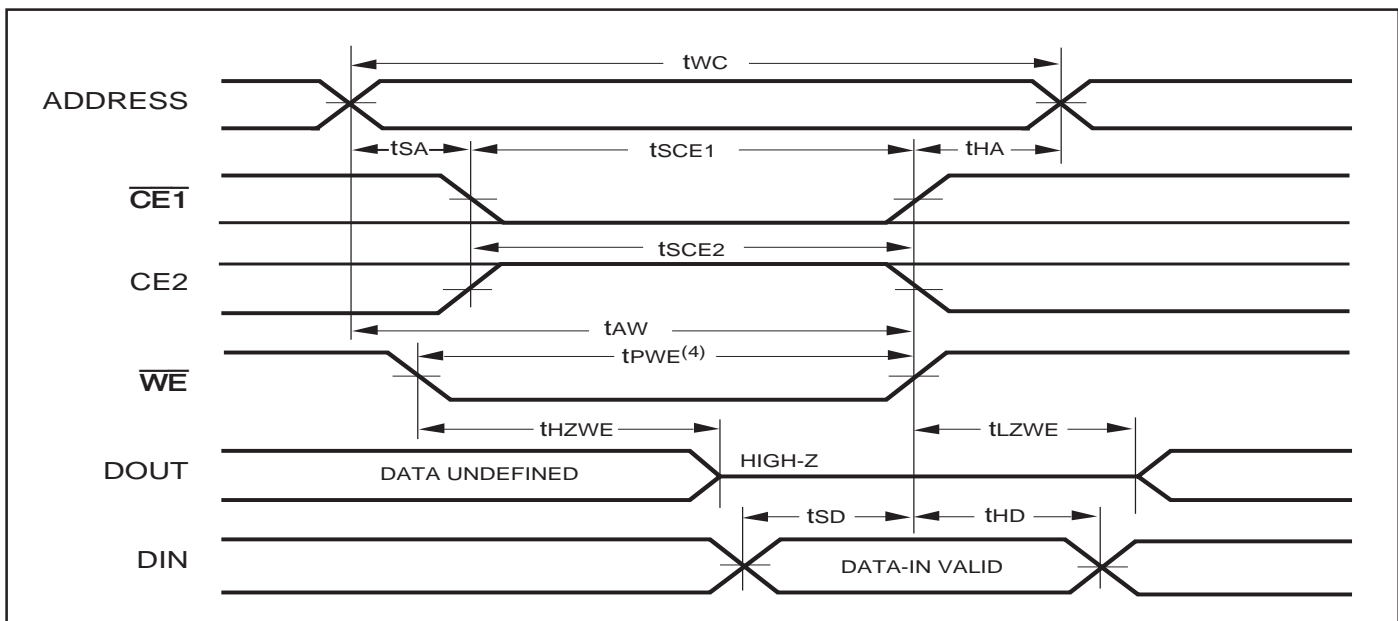 tWC
ADDRESS
tSA tSCE1 tHA
CE1
tSCE2
CE2
tAW
tPWE(4)
WE
tHZWE tLZWE
DOUT DATA UNDEFINED HIGH-Z
tSD tHD
DIN DATA-IN VALID